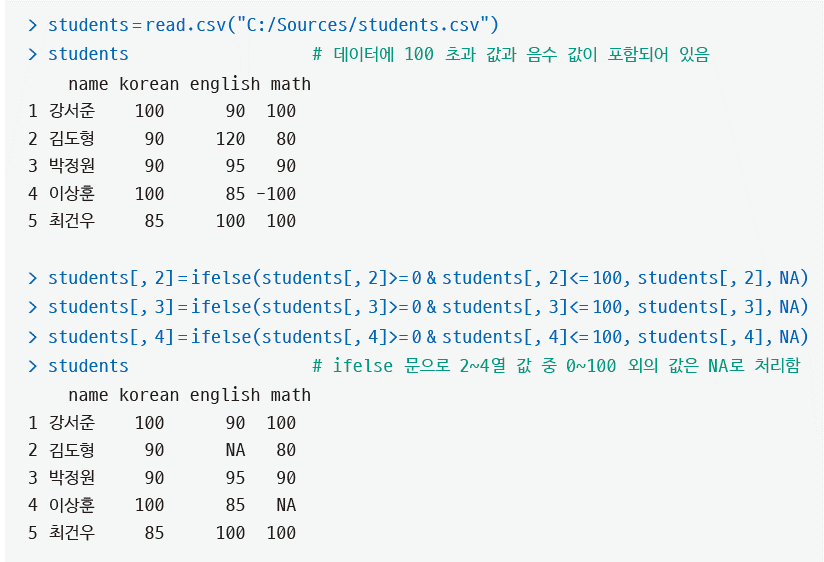 > students=read.csv("C:/Sources/students.csv")
> students # 데이터에 100 초과 값과 음수 값이 포함되어 있음
name korean english math
1 강서준 100 90 100
2 김도형 90 120 80
3 박정원 90 95 90
4 이상훈 100 85 -100
5 최건우 85 100 100
> students[, 2]=ifelse(students[, 2]>=0 & students[, 2]<=100, students[, 2], NA)
> students[, 3]=ifelse(students[, 3]>=0 & students[, 3]<=100, students[, 3], NA)
> students[, 4]=ifelse(students[, 4]>=0 & students[, 4]<=100, students[, 4], NA)
> students # ifelse 문으로 2~4열 값 중 0~100 외의 값은 NA로 처리함
name korean english math
1 강서준 100 90 100
2 김도형 90 NA 80
3 박정원 90 95 90
4 이상훈 100 85 NA
5 최건우 85 100 100